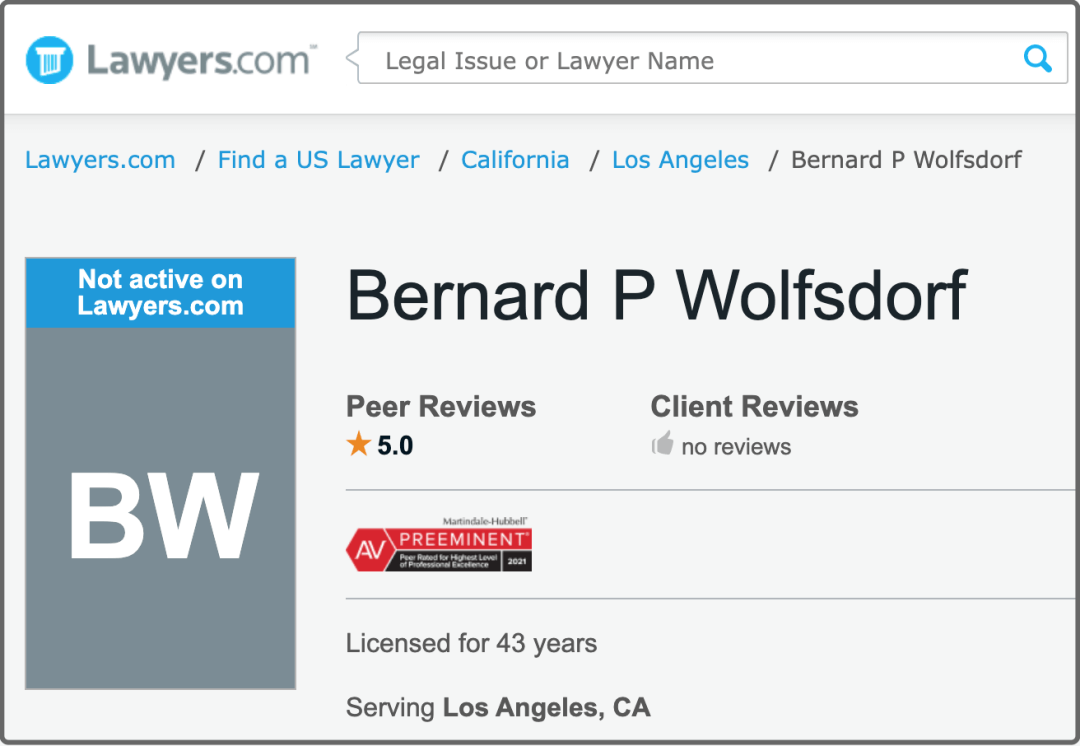 Lawyers.com™
Legal Issue or Lawyer Name
Lawyers.com / Find a US Lawyer / California / Los Angeles / Bernard P Wolfsdorf
Not active on
Lawyers.com
BW
Bernard P Wolfsdorf
Peer Reviews
5.0
Client Reviews
no reviews
Martindale-Hubbell®
AV PREEMINENT®
Peer Rated for Highest Level
of Professional Excellence
2021
Licensed for 43 years
Serving Los Angeles, CA